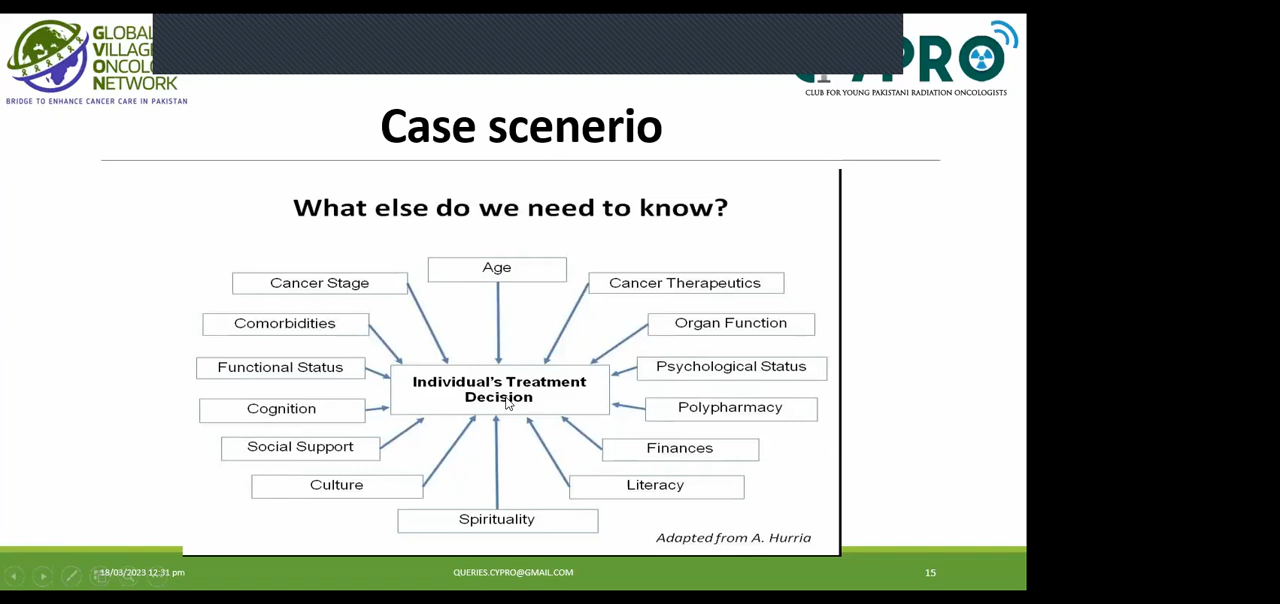 GLOBAL
VILLAGE
ONCOLOGY
NETWORK
BRIDGE TO ENHANCE CANCER CARE IN PAKISTAN
PRO
CLUB FOR YOUNG PAKISTANI RADIATION ONCOLOGISTS
Case scenerio
What else do we need to know?
Age
Cancer Stage
Cancer Therapeutics
Comorbidities
Organ Function
Functional Status
Psychological Status
Individual's Treatment
Decision
Cognition
Polypharmacy
Social Support
Finances
Culture
Literacy
Spirituality
Adapted from A. Hurria
18/03/2023 12:31 pm
QUERIES.CYPRO@GMAIL.COM
15